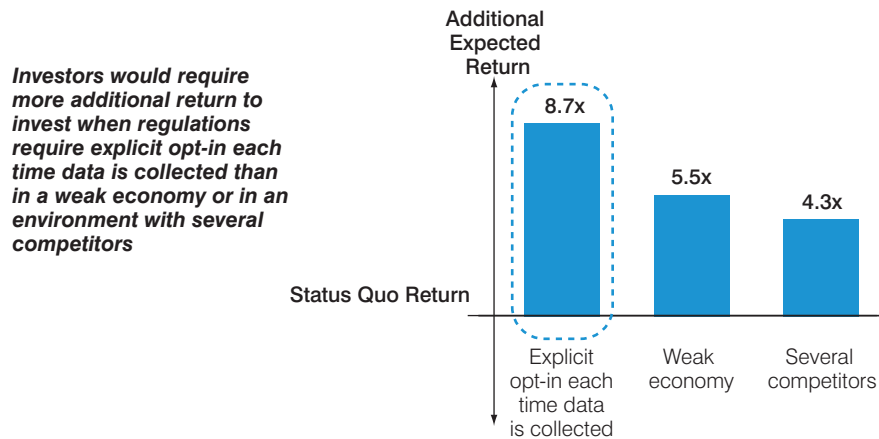 Investors would require
more additional return to
invest when regulations
require explicit opt-in each
time data is collected than
in a weak economy or in an
environment with several
competitors
Additional
Expected
Return
8.7x
5.5x
4.3x
Status Quo Return
Explicit
opt-in each
time data
is collected
Weak
economy
Several
competitors